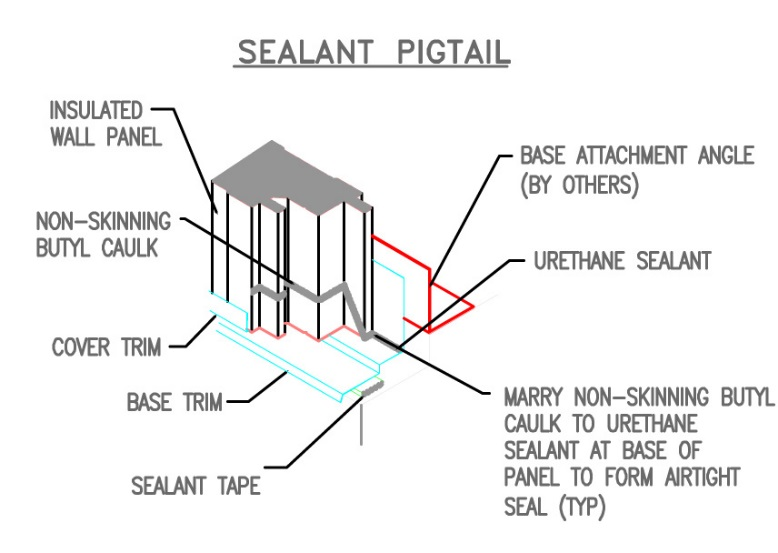 SEALANT PIGTAIL
INSULATED
WALL PANEL
BASE ATTACHMENT ANGLE
(BY OTHERS)
NON-SKINNING
BUTYL CAULK
URETHANE SEALANT
COVER TRIM
BASE TRIM
MARRY NON-SKINNING BUTYL
CAULK TO URETHANE
SEALANT AT BASE OF
PANEL TO FORM AIRTIGHT
SEAL (TYP)
SEALANT TAPE